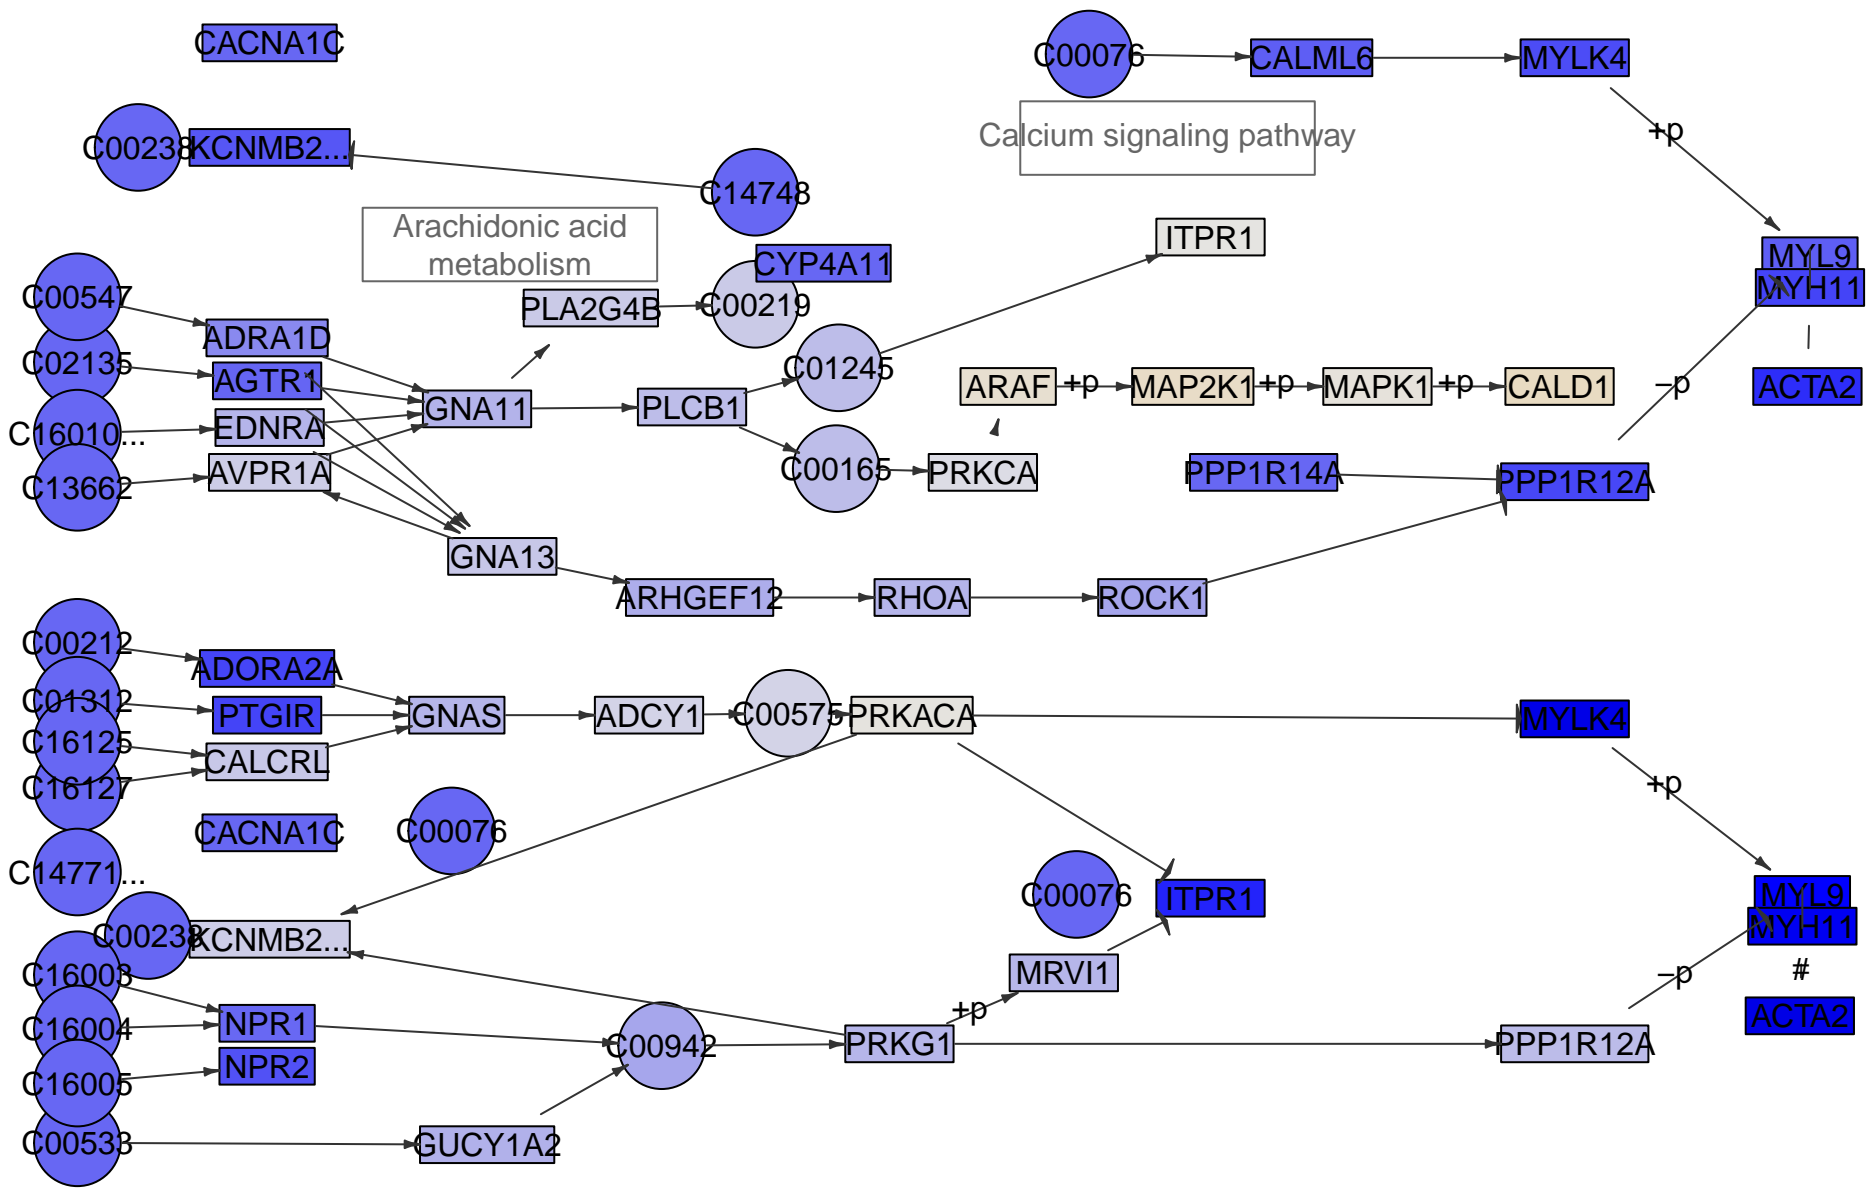 CACNA1C
C00076
CALML6
MYLK4
Calcium signaling pathway
+p
C00238
KCNMB2...
C14748
Arachidonic acid
metabolism
ITPR1
CYP4A11
MYL9
MYH11
C00547
PLA2G4B
C00219
ADRA1D
C02135
AGTR1
C01245
ARAF
+p
MAP2K1
+p
MAPK1
+p
CALD1
–p
ACTA2
GNA11
PLCB1
C16010...
EDNRA
C13662
AVPR1A
C00165
PRKCA
PPP1R14A
PPP1R12A
GNA13
ARHGEF12
RHOA
ROCK1
C00212
ADORA2A
C01312
PTGIR
GNAS
ADCY1
C00575
PRKACA
MYLK4
C16125
CALCRL
C16127
+p
CACNA1C
C00076
C14771...
C00076
ITPR1
MYL9
MYH11
C00238
KCNMB2...
C16003
MRVI1
–p
#
+p
ACTA2
C16004
NPR1
C00942
PRKG1
PPP1R12A
C16005
NPR2
C00533
GUCY1A2